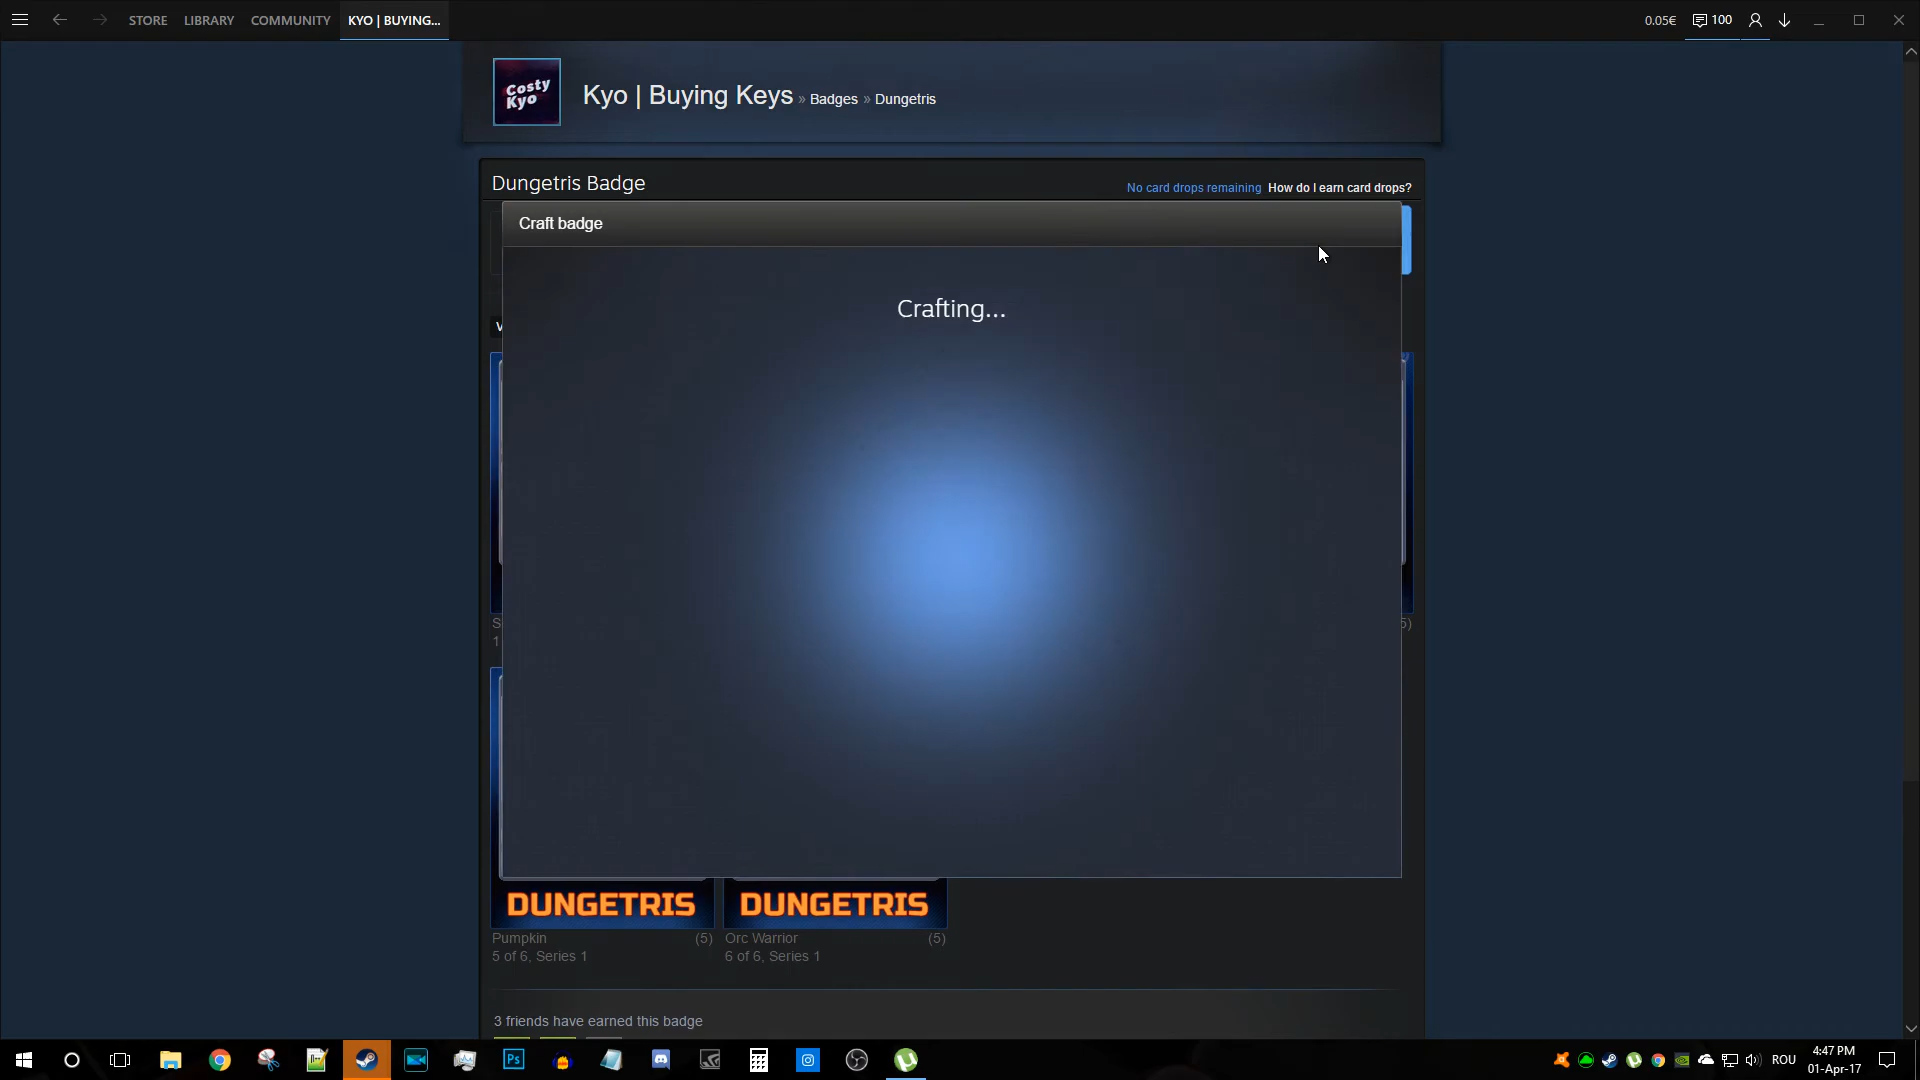 STORE LIBRARY COMMUNITY KYO | BUYING... 0.05€ 100
Costy
Kyo
Kyo | Buying Keys » Badges » Dungetris
Dungetris Badge No card drops remaining How do I earn card drops?
Craft badge
Crafting...
V
S
1
5)
DUNGETRIS DUNGETRIS
Pumpkin (5) Orc Warrior (5)
5 of 6, Series 1 6 of 6, Series 1
3 friends have earned this badge
Ps
ROU
4:47 PM
01-Apr-17